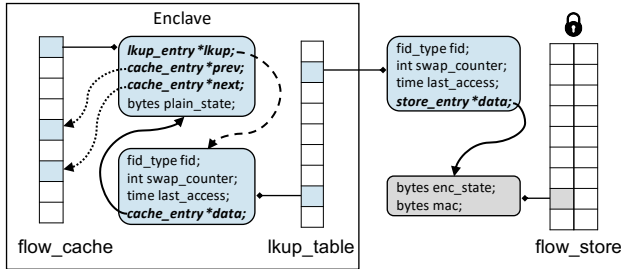 Enclave
lkup_entry *lkup;
cache_entry *prev;
cache_entry *next;
bytes plain_state;
fid_type fid;
int swap_counter;
time last_access;
cache_entry *data;
flow_cache
lkup_table
fid_type fid;
int swap_counter;
time last_access;
store_entry *data;
bytes enc_state;
bytes mac;
flow_store